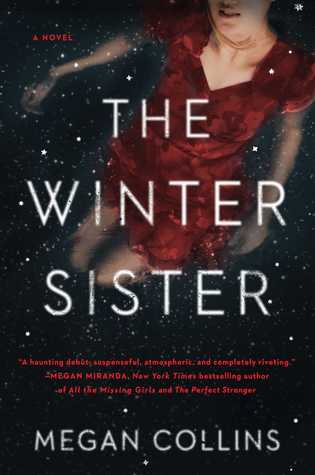 A NOVEL
THE
WINTER
SISTER
"A haunting debut: suspenseful, atmospheric, and completely riveting."
—MEGAN MIRANDA, New York Times bestselling author
of All the Missing Girls and The Perfect Stranger
MEGAN COLLINS